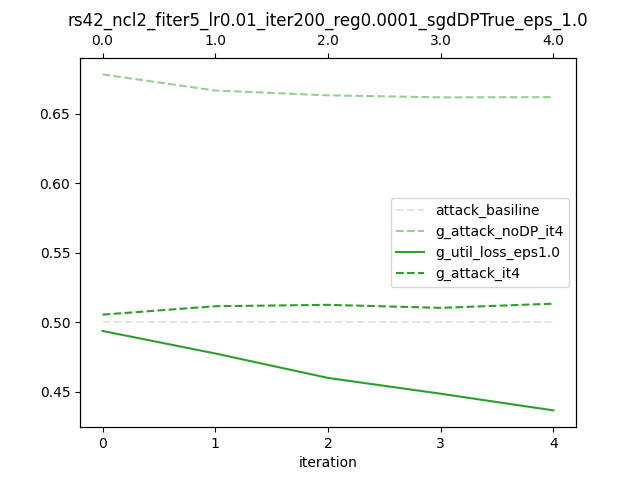 rs42_ncl2_fiter5_lr0.01_iter200_reg0.0001_sgdDPTrue_eps_1.0
0.0 1.0 2.0 3.0 4.0
0.65
0.60
0.55
0.50
0.45
attack_basiline
g_attack_noDP_it4
g_util_loss_eps1.0
g_attack_it4
0 1 2 3 4
iteration